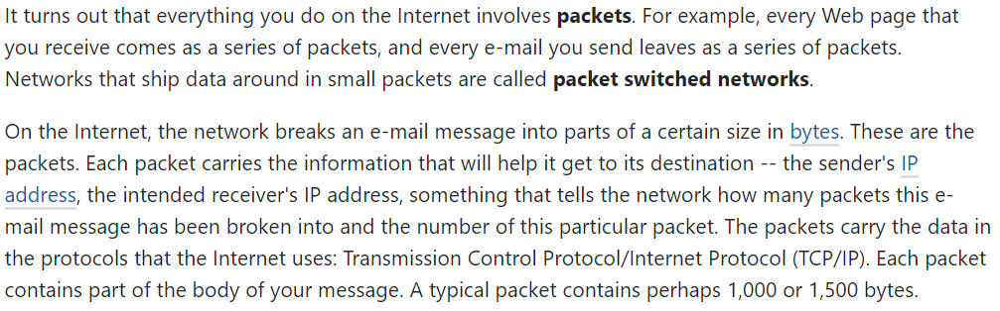 It turns out that everything you do on the Internet involves packets. For example, every Web page that
you receive comes as a series of packets, and every e-mail you send leaves as a series of packets.
Networks that ship data around in small packets are called packet switched networks.
On the Internet, the network breaks an e-mail message into parts of a certain size in bytes. These are the
packets. Each packet carries the information that will help it get to its destination -- the sender's IP
address, the intended receiver's IP address, something that tells the network how many packets this e-
mail message has been broken into and the number of this particular packet. The packets carry the data in
the protocols that the Internet uses: Transmission Control Protocol/Internet Protocol (TCP/IP). Each packet
contains part of the body of your message. A typical packet contains perhaps 1,000 or 1,500 bytes.